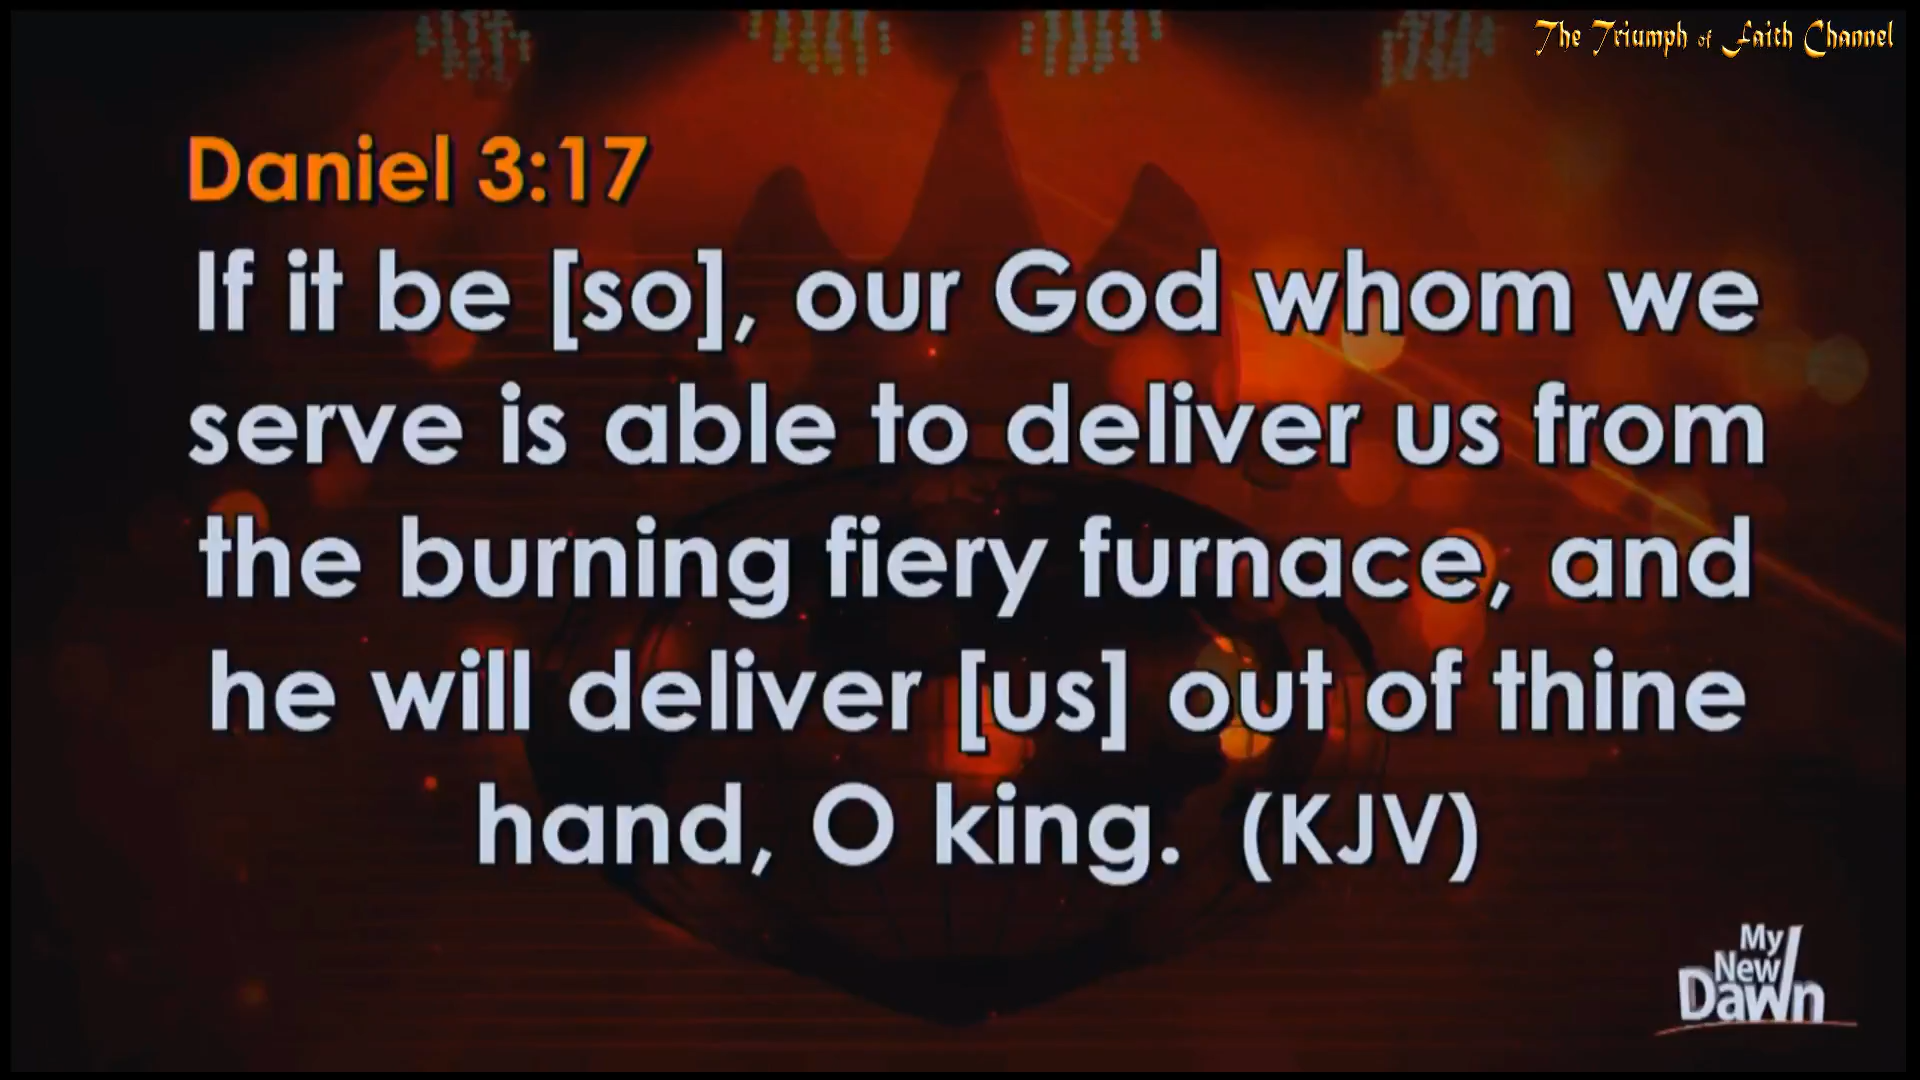 The Triumph of Faith Channel
Daniel 3:17
If it be [so], our God whom we
serve is able to deliver us from
the burning fiery furnace, and
he will deliver [us] out of thine
hand, O king. (KJV)
My
New
Dawn